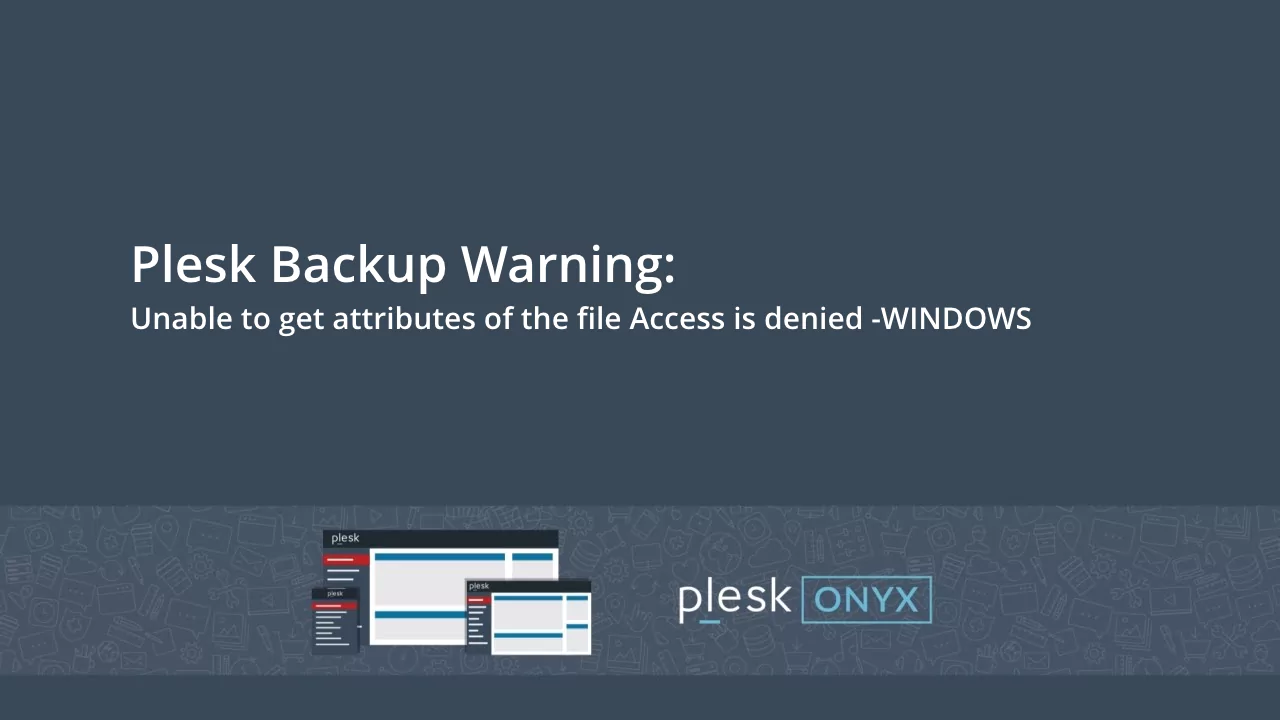 Plesk Backup Warning:
Unable to get attributes of the file Access is denied -WINDOWS
plesk
plesk
plesk
plesk ONYX